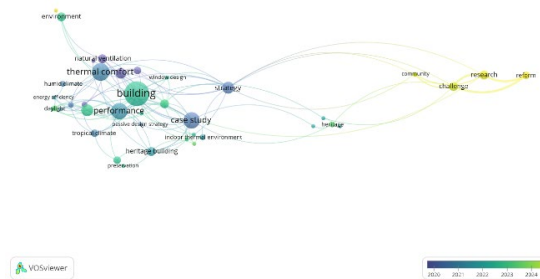 environment
natural ventilation
thermal comfort
window design
building
humid climate
strategy
energy efficiency
daylight
performance
passive design strategy
case study
tropical climate
indoor thermal environment
heritage building
preservation
heritage
community
research
reform
challenge
VOSviewer
2020 2021 2022 2023 2024